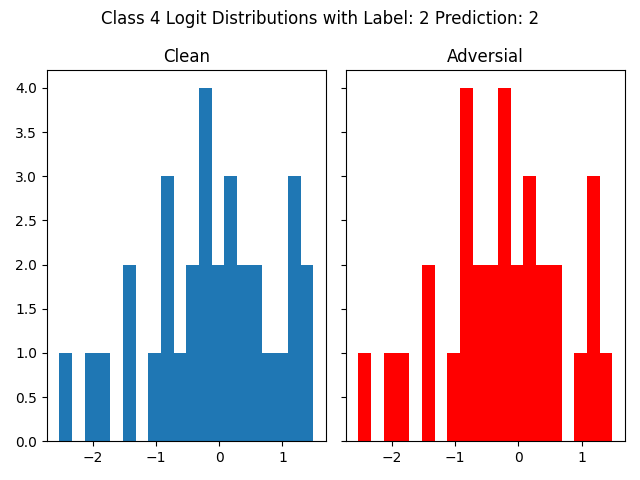 Class 4 Logit Distributions with Label: 2 Prediction: 2
Clean
Adversial
4.0
3.5
3.0
2.5
2.0
1.5
1.0
0.5
0.0
−2 −1 0 1
−2 −1 0 1